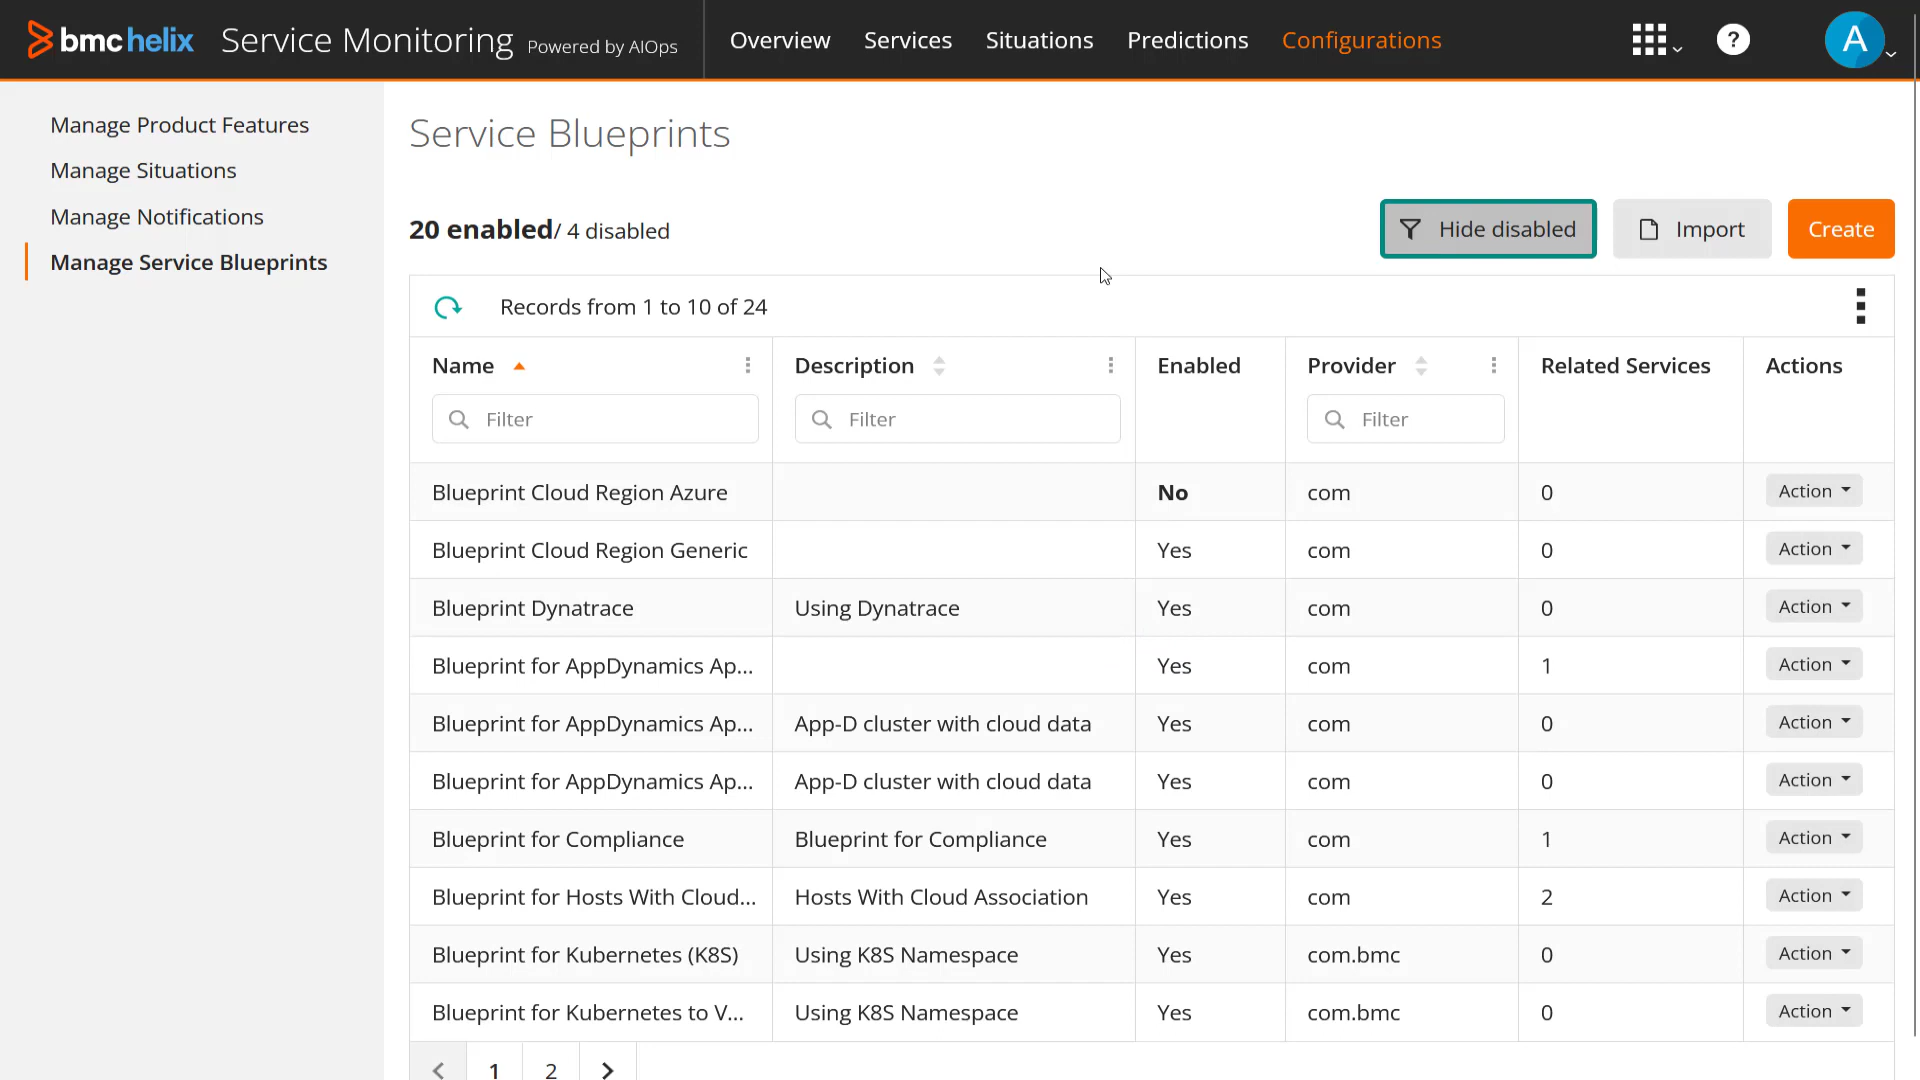 bmc helix Service Monitoring Powered by AIOps Overview Services Situations Predictions Configurations ? A
Manage Product Features
Manage Situations
Manage Notifications
Manage Service Blueprints
Service Blueprints
20 enabled/ 4 disabled Hide disabled Import Create
Records from 1 to 10 of 24
Name Description Enabled Provider Related Services Actions
Filter Filter Filter
Blueprint Cloud Region Azure No com 0 Action
Blueprint Cloud Region Generic Yes com 0 Action
Blueprint Dynatrace Using Dynatrace Yes com 0 Action
Blueprint for AppDynamics Ap... Yes com 1 Action
Blueprint for AppDynamics Ap... App-D cluster with cloud data Yes com 0 Action
Blueprint for AppDynamics Ap... App-D cluster with cloud data Yes com 0 Action
Blueprint for Compliance Blueprint for Compliance Yes com 1 Action
Blueprint for Hosts With Cloud... Hosts With Cloud Association Yes com 2 Action
Blueprint for Kubernetes (K8S) Using K8S Namespace Yes com.bmc 0 Action
Blueprint for Kubernetes to V... Using K8S Namespace Yes com.bmc 0 Action
1 2